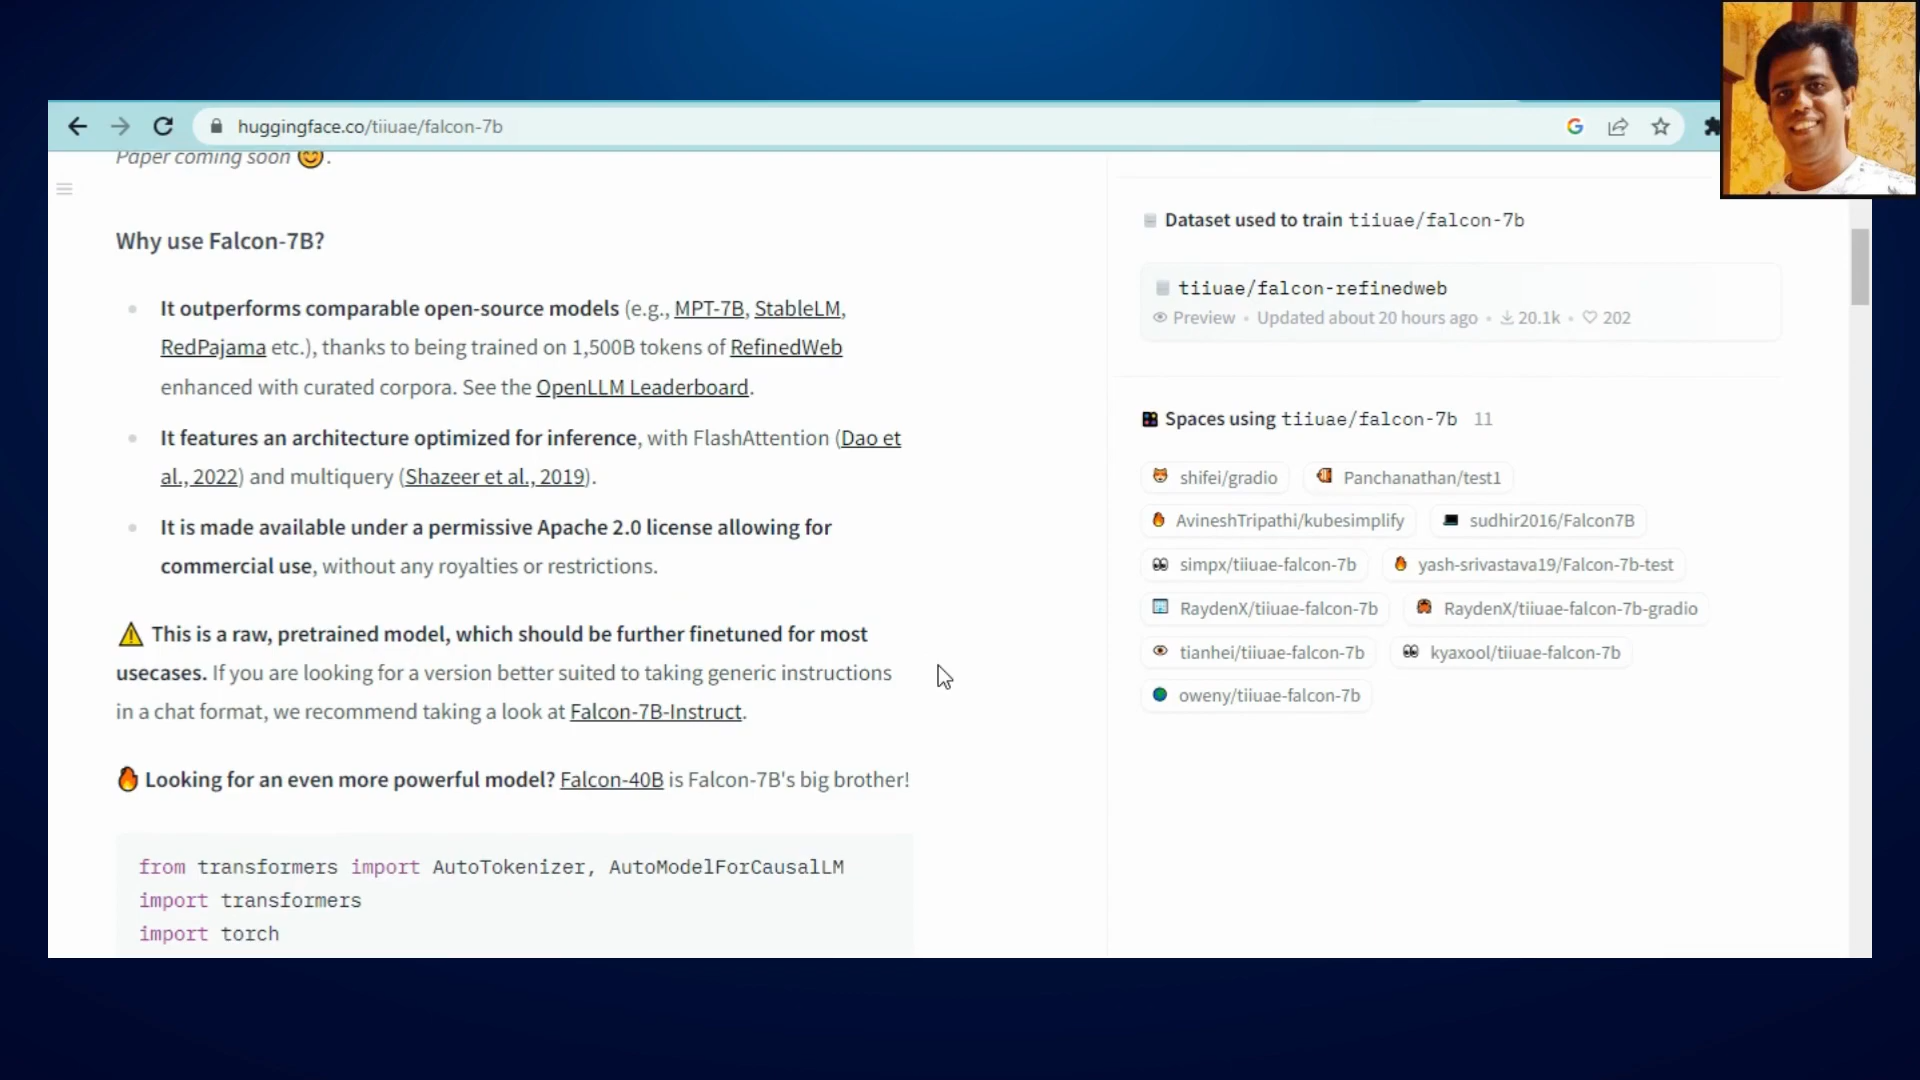 huggingface.co/tiiuae/falcon-7b
Paper coming soon 😊.
Why use Falcon-7B?
It outperforms comparable open-source models (e.g., MPT-7B, StableLM,
RedPajama etc.), thanks to being trained on 1,500B tokens of RefinedWeb
enhanced with curated corpora. See the OpenLLM Leaderboard.
It features an architecture optimized for inference, with FlashAttention (Dao et
al., 2022) and multiquery (Shazeer et al., 2019).
It is made available under a permissive Apache 2.0 license allowing for
commercial use, without any royalties or restrictions.
⚠️ This is a raw, pretrained model, which should be further finetuned for most
usecases. If you are looking for a version better suited to taking generic instructions
in a chat format, we recommend taking a look at Falcon-7B-Instruct.
🔥 Looking for an even more powerful model? Falcon-40B is Falcon-7B's big brother!
from transformers import AutoTokenizer, AutoModelForCausalLM
import transformers
import torch
Dataset used to train tiiuae/falcon-7b
tiiuae/falcon-refinedweb
Preview • Updated about 20 hours ago • 20.1k • 202
Spaces using tiiuae/falcon-7b 11
shifei/gradio Panchanathan/test1
AvineshTripathi/kubesimplify sudhir2016/Falcon7B
simpx/tiiuae-falcon-7b yash-srivastava19/Falcon-7b-test
RaydenX/tiiuae-falcon-7b RaydenX/tiiuae-falcon-7b-gradio
tianhei/tiiuae-falcon-7b kyaxool/tiiuae-falcon-7b
oweny/tiiuae-falcon-7b